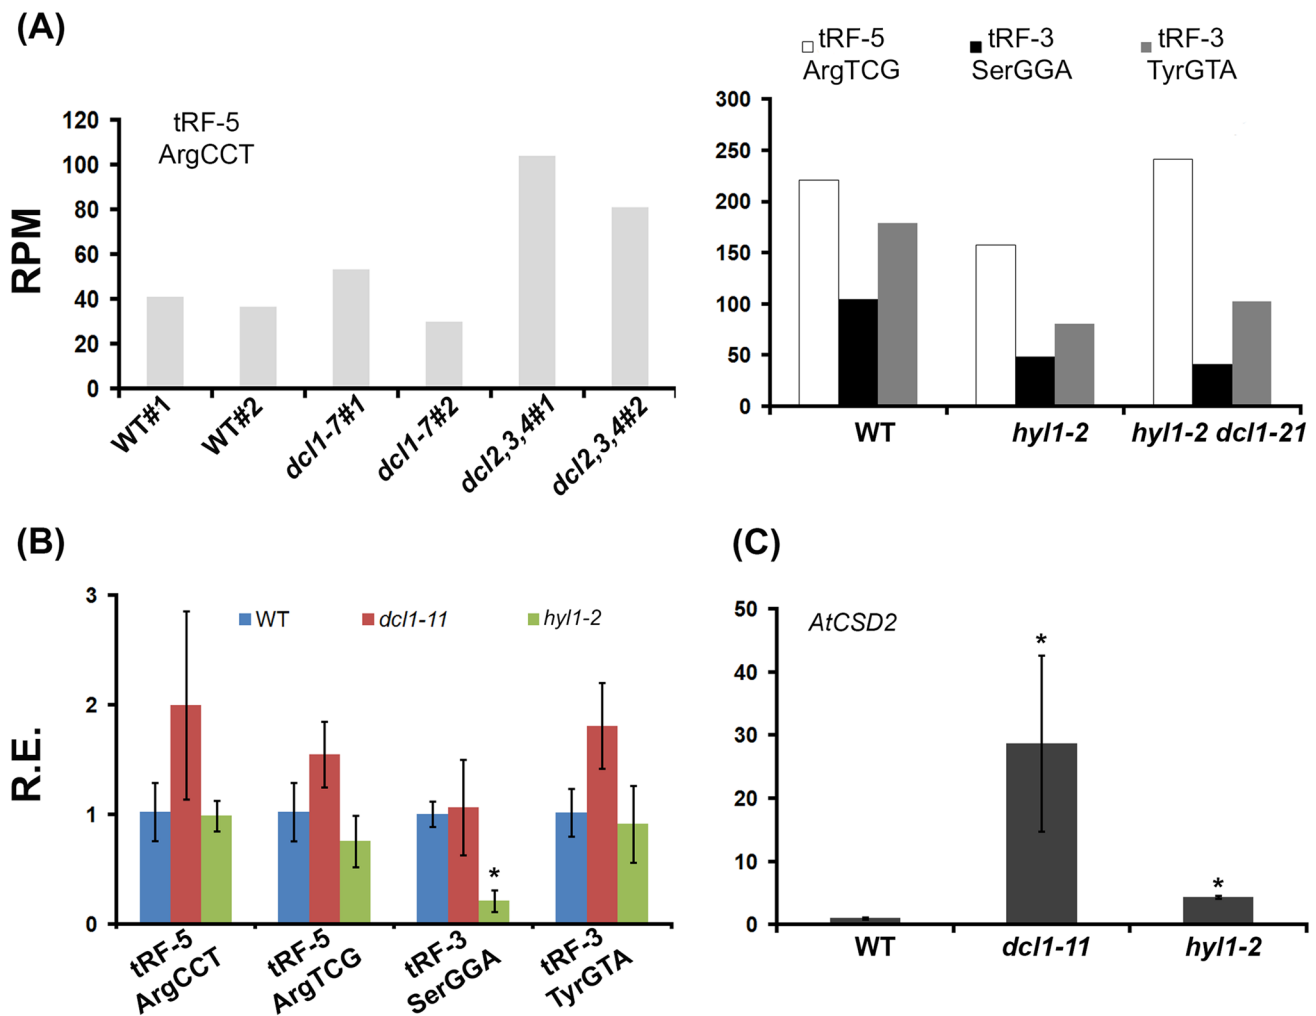 (A)
tRF-5
ArgCCT
RPM
120
100
80
60
40
20
0
WT#1
WT#2
dcl1-7#1
dcl1-7#2
dcl2,3,4#1
dcl2,3,4#2
tRF-5
ArgTCG
tRF-3
SerGGA
tRF-3
TyrGTA
300
250
200
150
100
50
0
WT
hyl1-2
hyl1-2 dcl1-21
(B)
WT
dcl1-11
hyl1-2
R.E.
3
2
1
0
*
tRF-5
ArgCCT
tRF-5
ArgTCG
tRF-3
SerGGA
tRF-3
TyrGTA
(C)
AtCSD2
50
40
30
20
10
0
*
*
WT
dcl1-11
hyl1-2